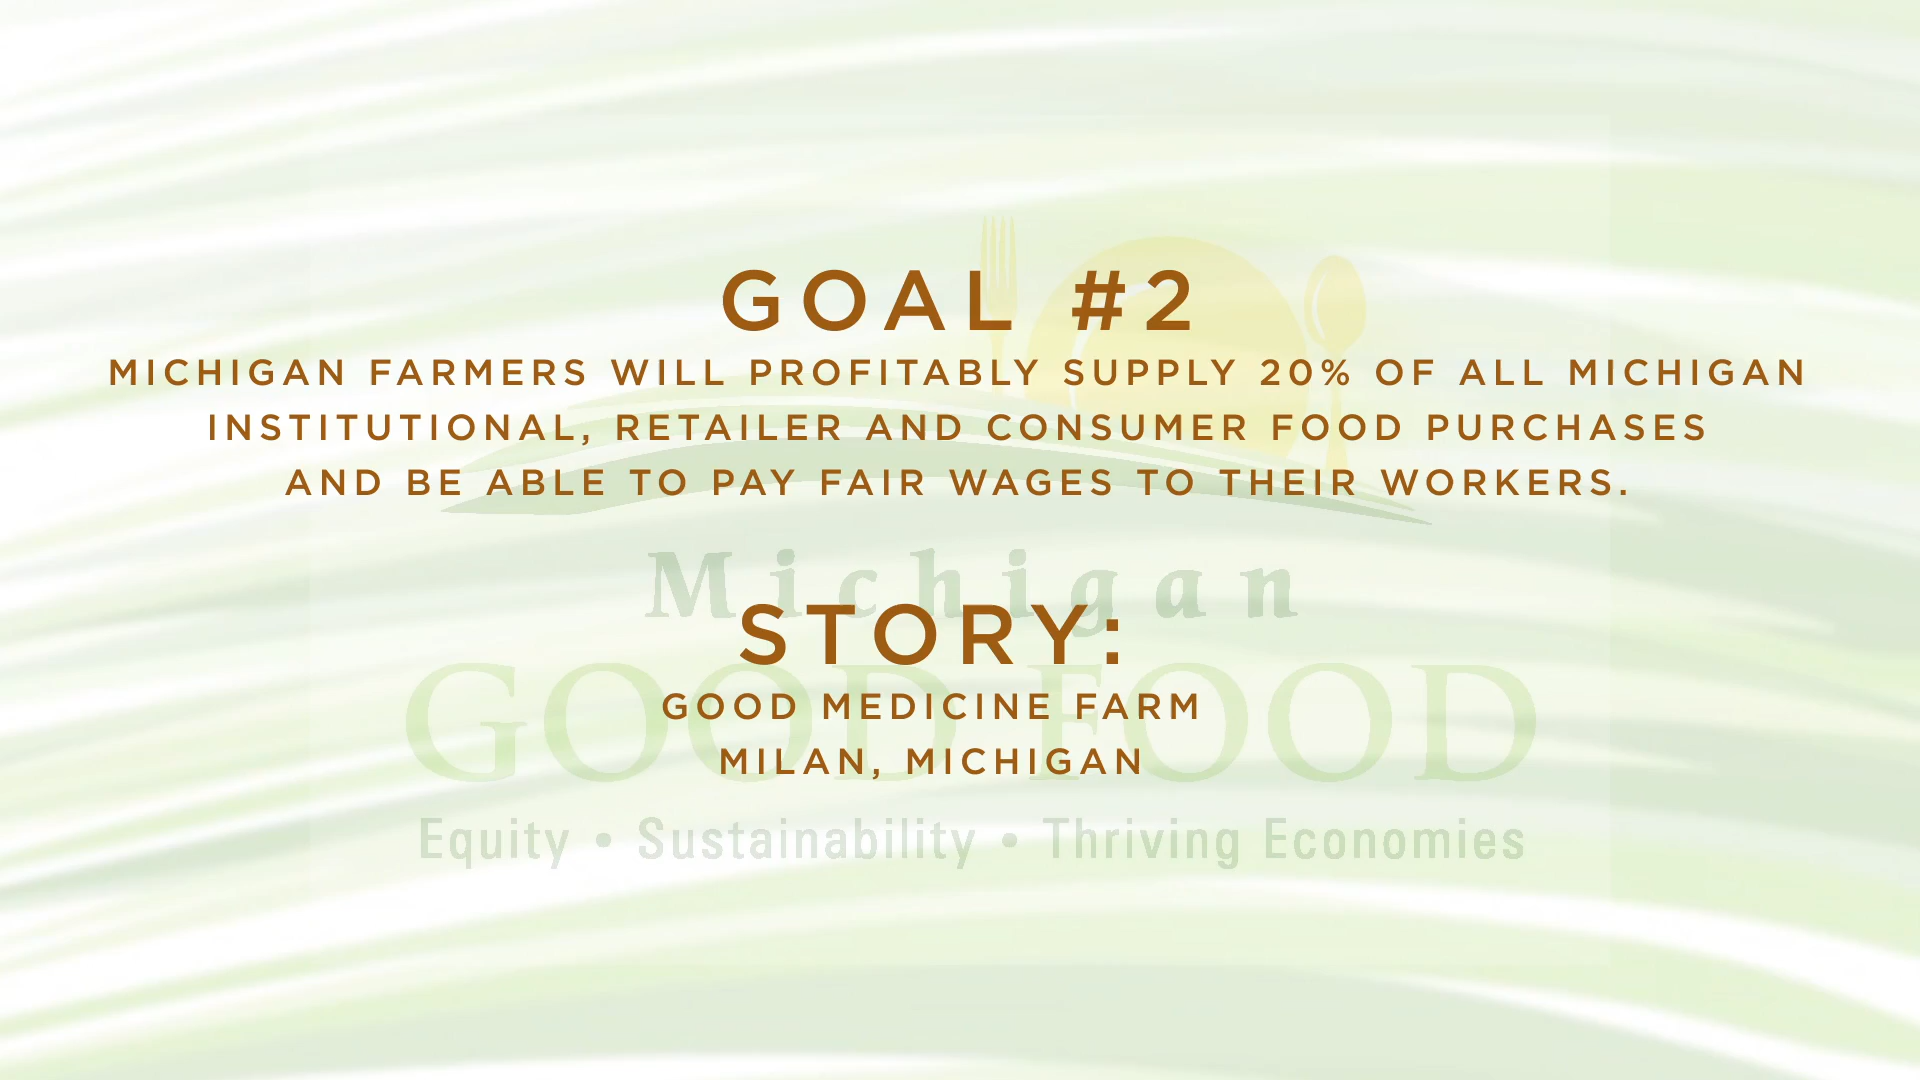 GOAL #2
MICHIGAN FARMERS WILL PROFITABLY SUPPLY 20% OF ALL MICHIGAN
INSTITUTIONAL, RETAILER AND CONSUMER FOOD PURCHASES
AND BE ABLE TO PAY FAIR WAGES TO THEIR WORKERS.
Michigan
STORY:
GOOD FOOD
GOOD MEDICINE FARM
MILAN, MICHIGAN
Equity • Sustainability • Thriving Economies